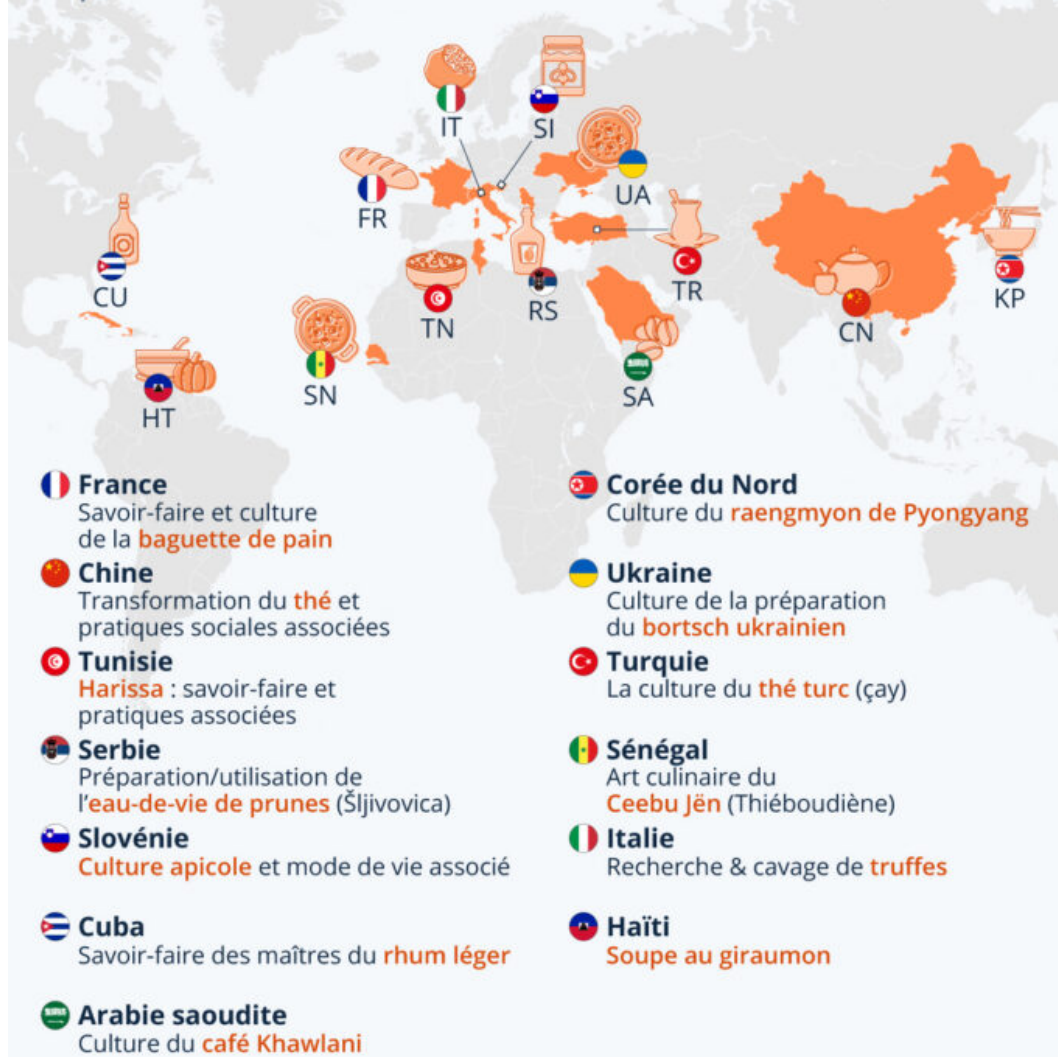 IT
SI
UA
FR
CU
TN
RS
TR
KP
CN
SN
SA
HT
France
Savoir-faire et culture
de la baguette de pain
Chine
Transformation du thé et
pratiques sociales associées
Tunisie
Harissa : savoir-faire et
pratiques associées
Serbie
Préparation/utilisation de
l'eau-de-vie de prunes (Šljivovica)
Slovénie
Culture apicole et mode de vie associé
Cuba
Savoir-faire des maîtres du rhum léger
Arabie saoudite
Culture du café Khawlani
Corée du Nord
Culture du raengmyon de Pyongyang
Ukraine
Culture de la préparation
du bortsch ukrainien
Turquie
La culture du thé turc (çay)
Sénégal
Art culinaire du
Ceebu Jën (Thiéboudiène)
Italie
Recherche & cavage de truffes
Haïti
Soupe au giraumon